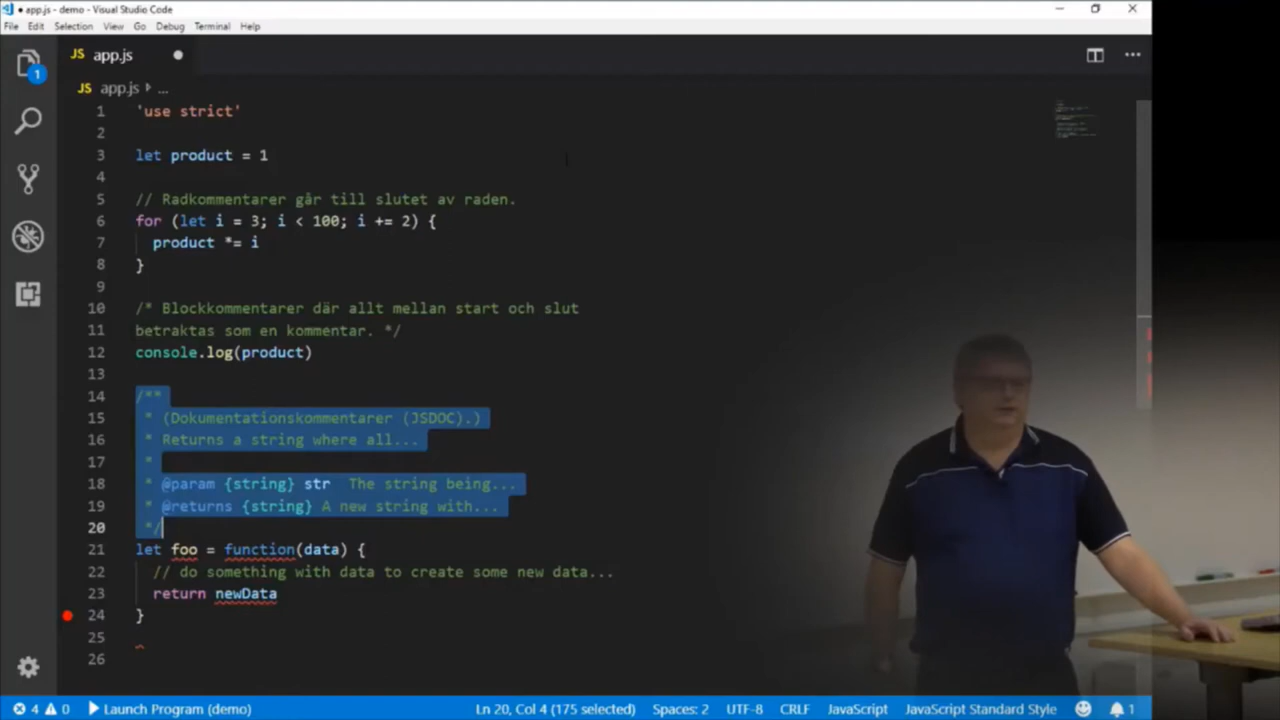 ● app.js - demo - Visual Studio Code
File Edit Selection View Go Debug Terminal Help
1
JS app.js ●
JS app.js ...
1 'use strict'
2
3 let product = 1
4
5 // Radkommentarer går till slutet av raden.
6 for (let i = 3; i < 100; i += 2) {
7 product *= i
8 }
9
10 /* Blockkommentarer där allt mellan start och slut
11 betraktas som en kommentar. */
12 console.log(product)
13
14 /**
15 * (Dokumentationskommentarer (JSDOC).)
16 * Returns a string where all...
17 *
18 * @param {string} str The string being...
19 * @returns {string} A new string with...
20 */
21 let foo = function(data) {
22 // do something with data to create some new data...
23 return newData
24 }
25
26
4 0 Launch Program (demo) Ln 20, Col 4 (175 selected) Spaces: 2 UTF-8 CRLF JavaScript JavaScript Standard Style 1